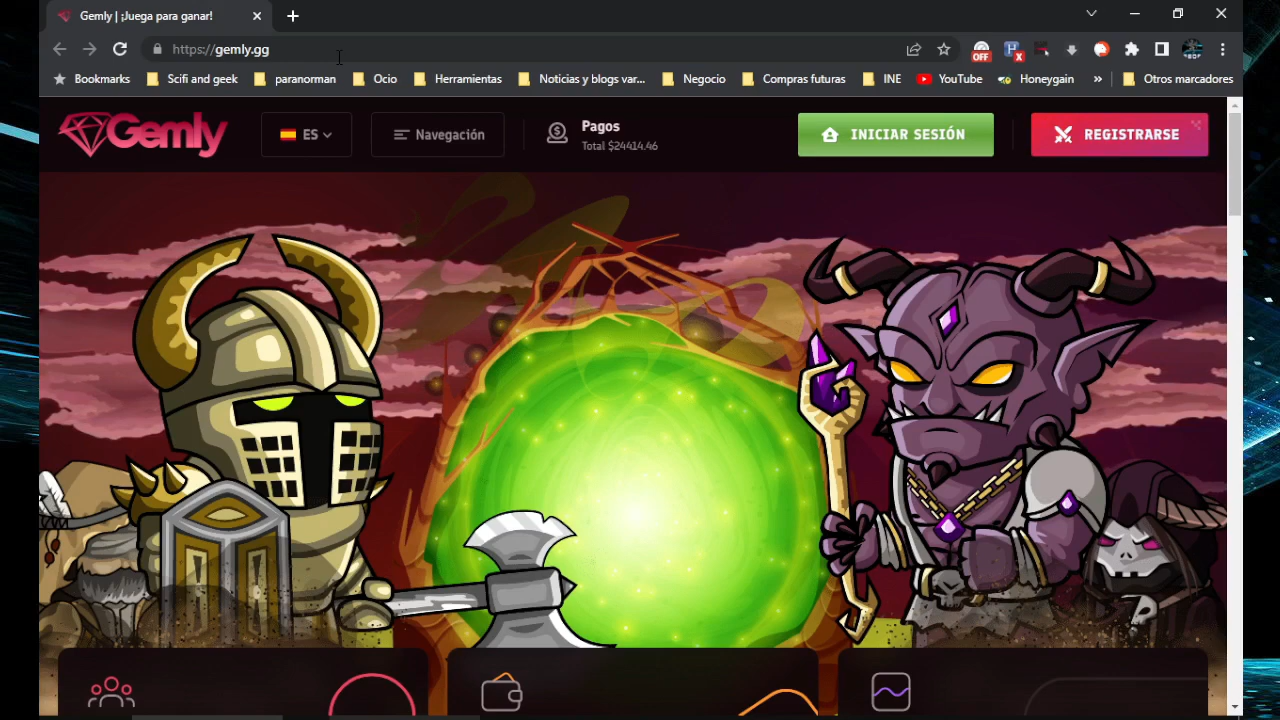 Gemly | ¡Juega para ganar!
https://gemly.gg
OFF
H
x
Bookmarks
Scifi and geek
paranorman
Ocio
Herramientas
Noticias y blogs var...
Negocio
Compras futuras
INE
YouTube
Honeygain
»
Otros marcadores
Gemly
ES
Navegación
Pagos
Total $24414.46
INICIAR SESIÓN
REGISTRARSE